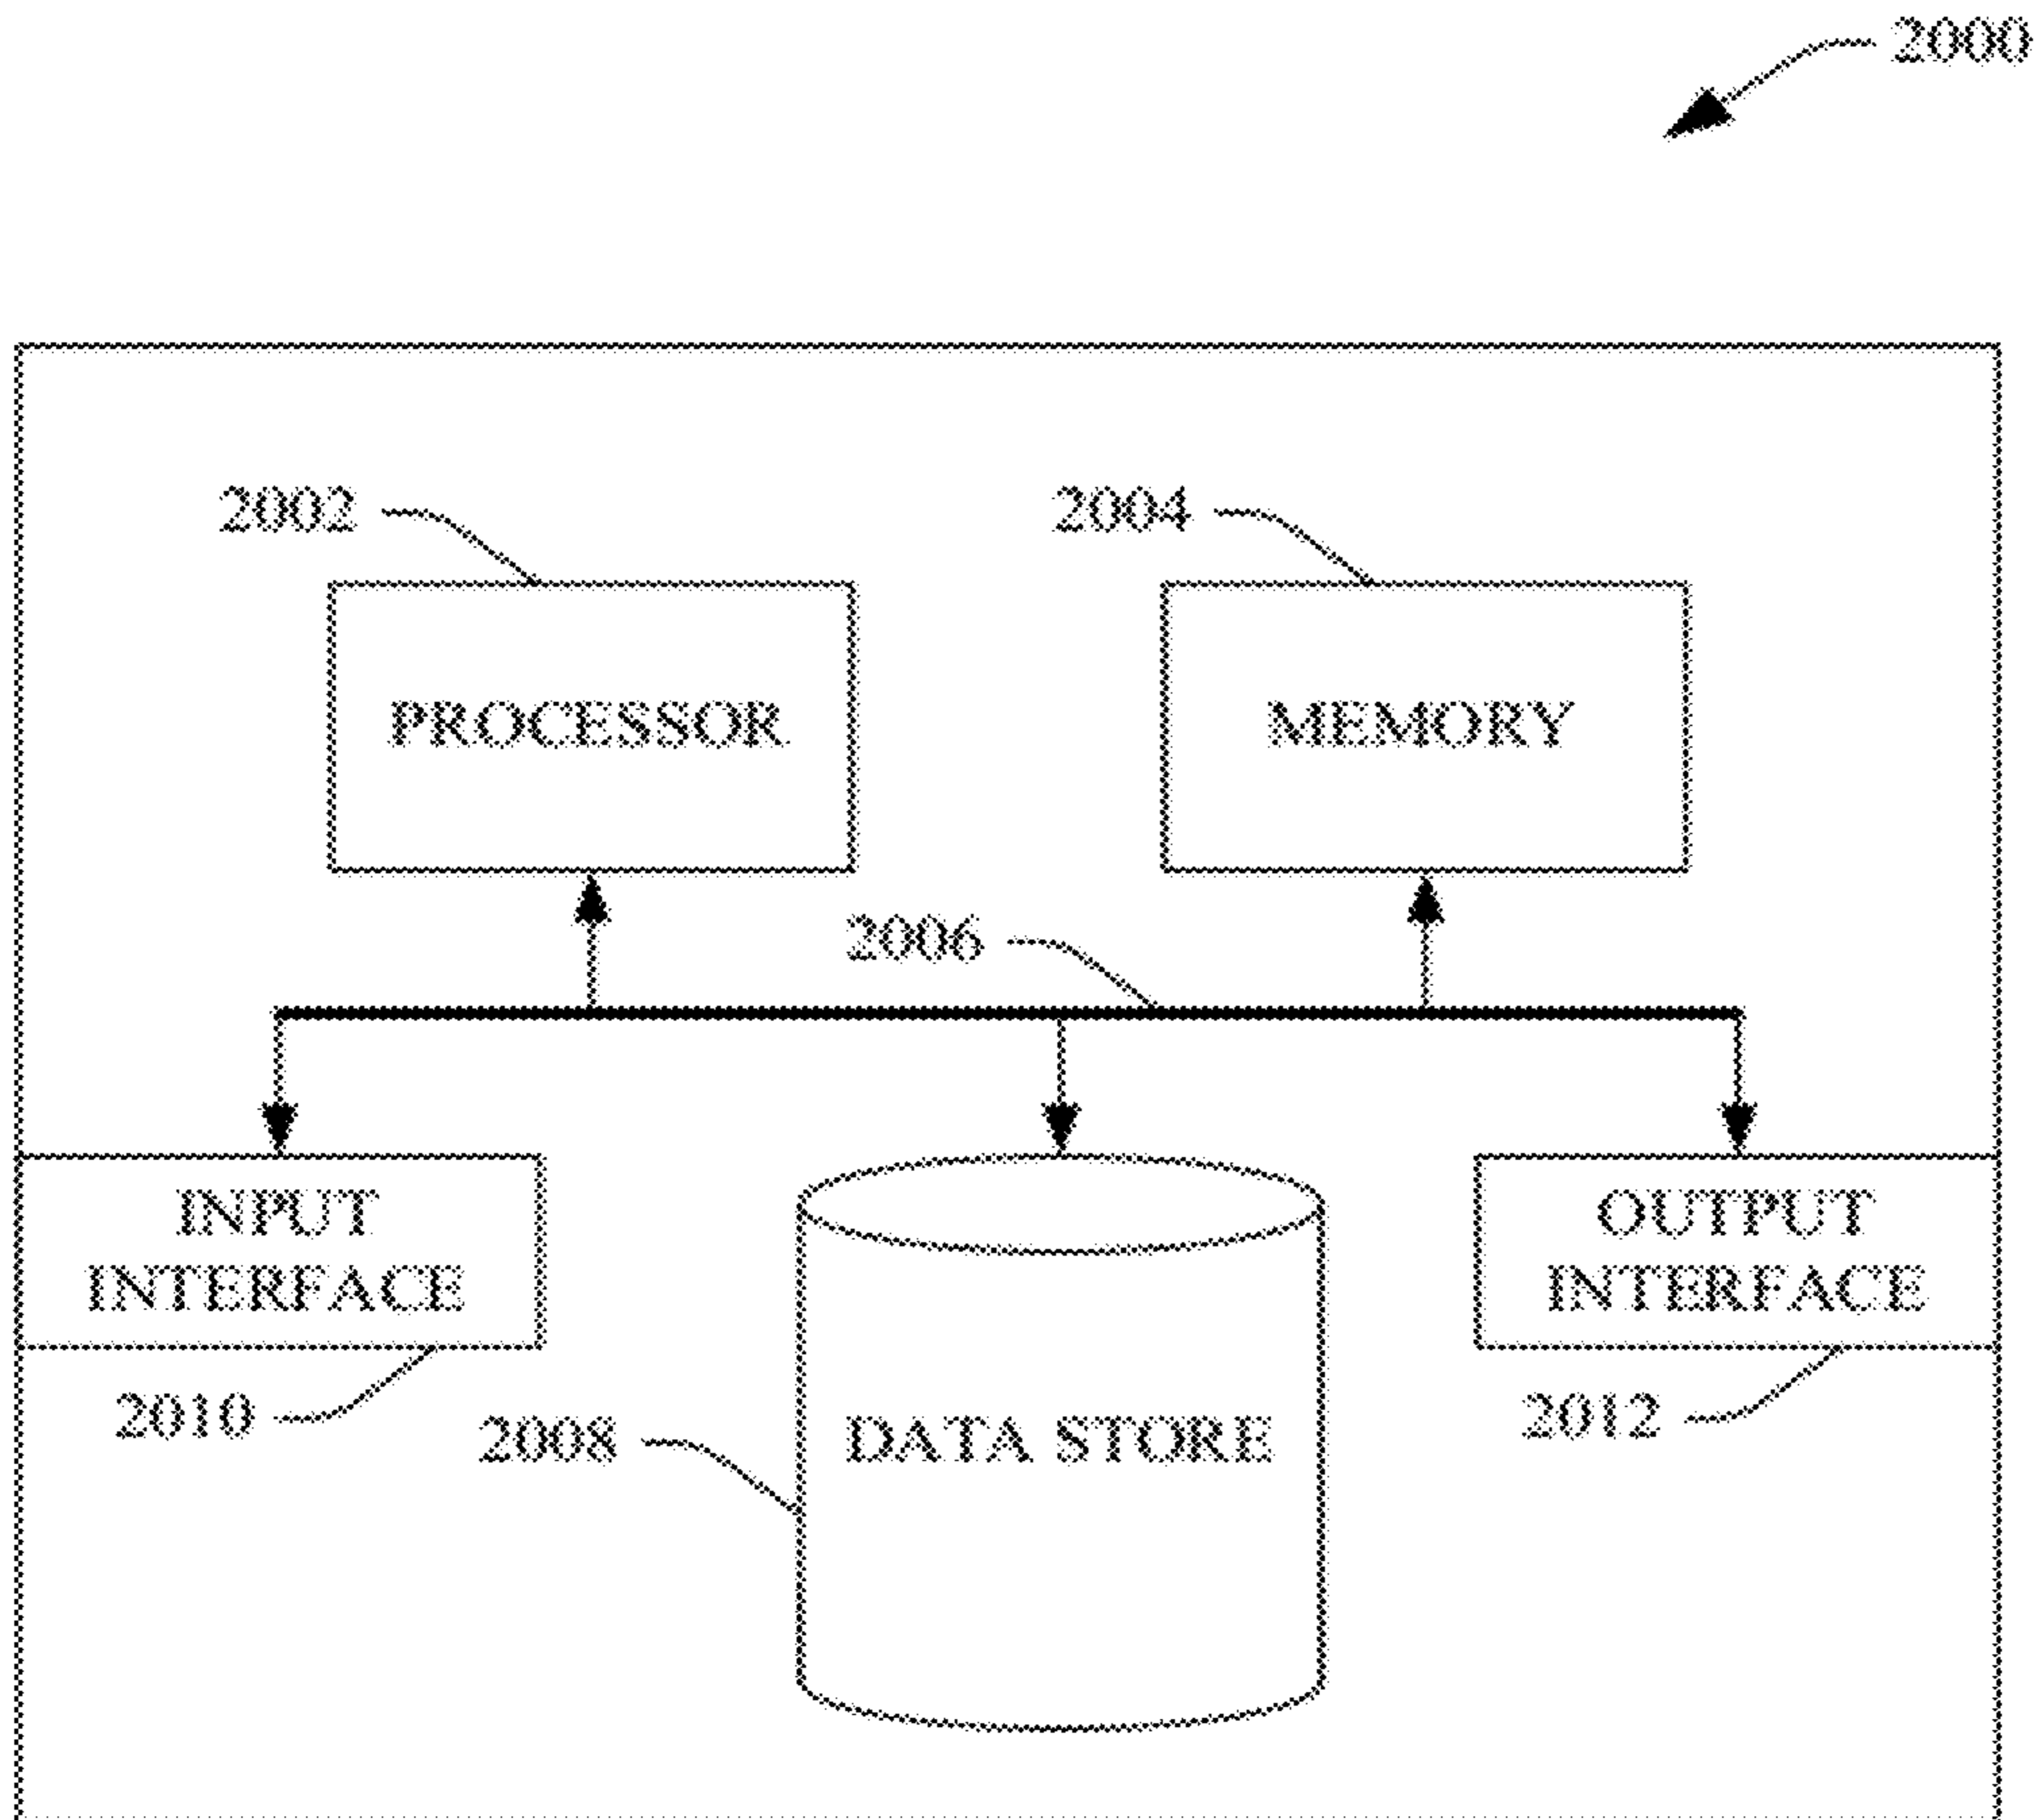 2000
2002
2004
PROCESSOR
MEMORY
2006
INPUT
INTERFACE
OUTPUT
INTERFACE
2010
2008
DATA STORE
2012